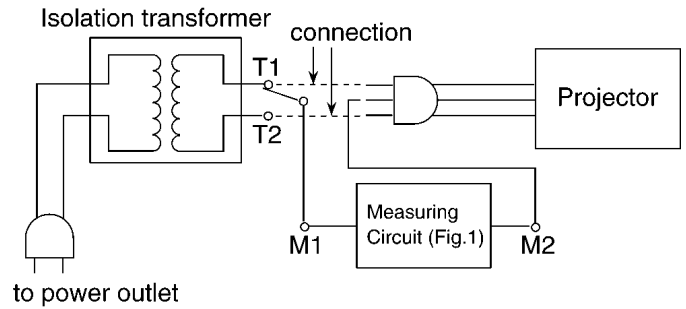 Isolation transformer
connection
T1
T2
Projector
M1
Measuring
Circuit (Fig.1)
M2
to power outlet